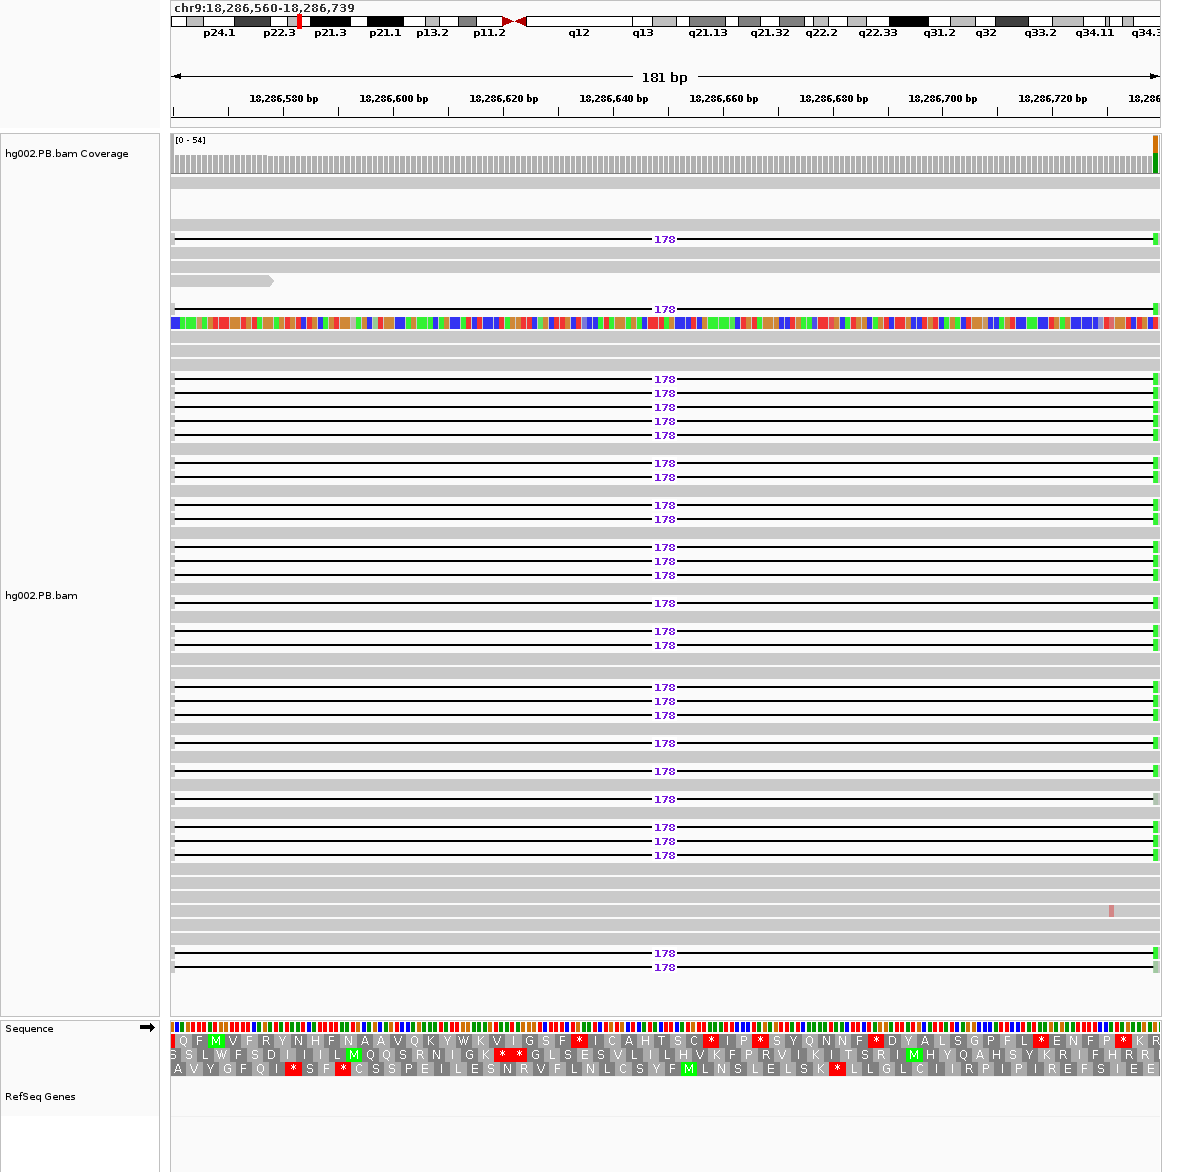 chr9:18,286,560-18,286,739
p24.1 p22.3 p21.3 p21.1 p13.2 p11.2 q12 q13 q21.13 q21.32 q22.2 q22.33 q31.2 q32 q33.2 q34.11 q34.3
181 bp
18,286,580 bp 18,286,600 bp 18,286,620 bp 18,286,640 bp 18,286,660 bp 18,286,680 bp 18,286,700 bp 18,286,720 bp 18,286
[0 - 54]
hg002.PB.bam Coverage
178
178
178
178
178
178
178
178
178
178
178
178
178
178
hg002.PB.bam
178
178
178
178
178
178
178
178
178
178
178
178
178
178
Sequence
Q F M V F R Y N H F N A A V Q K Y W K V I G S F * I C A H T S C * I P * S Y Q N N F * D Y A L S G P F L * E N F P * K R
S S L W F S D I T I L M Q Q S R N I G K * * G L S E S V L I L H V K F P R V I K I T S R I M H Y Q A H S Y K R I F H R R
A V Y G F Q I * S F * C S S P E I L E S N R V F L N L C S Y F M L N S L E L S K * L L G L C I I R P I P I R E F S I E E
RefSeq Genes